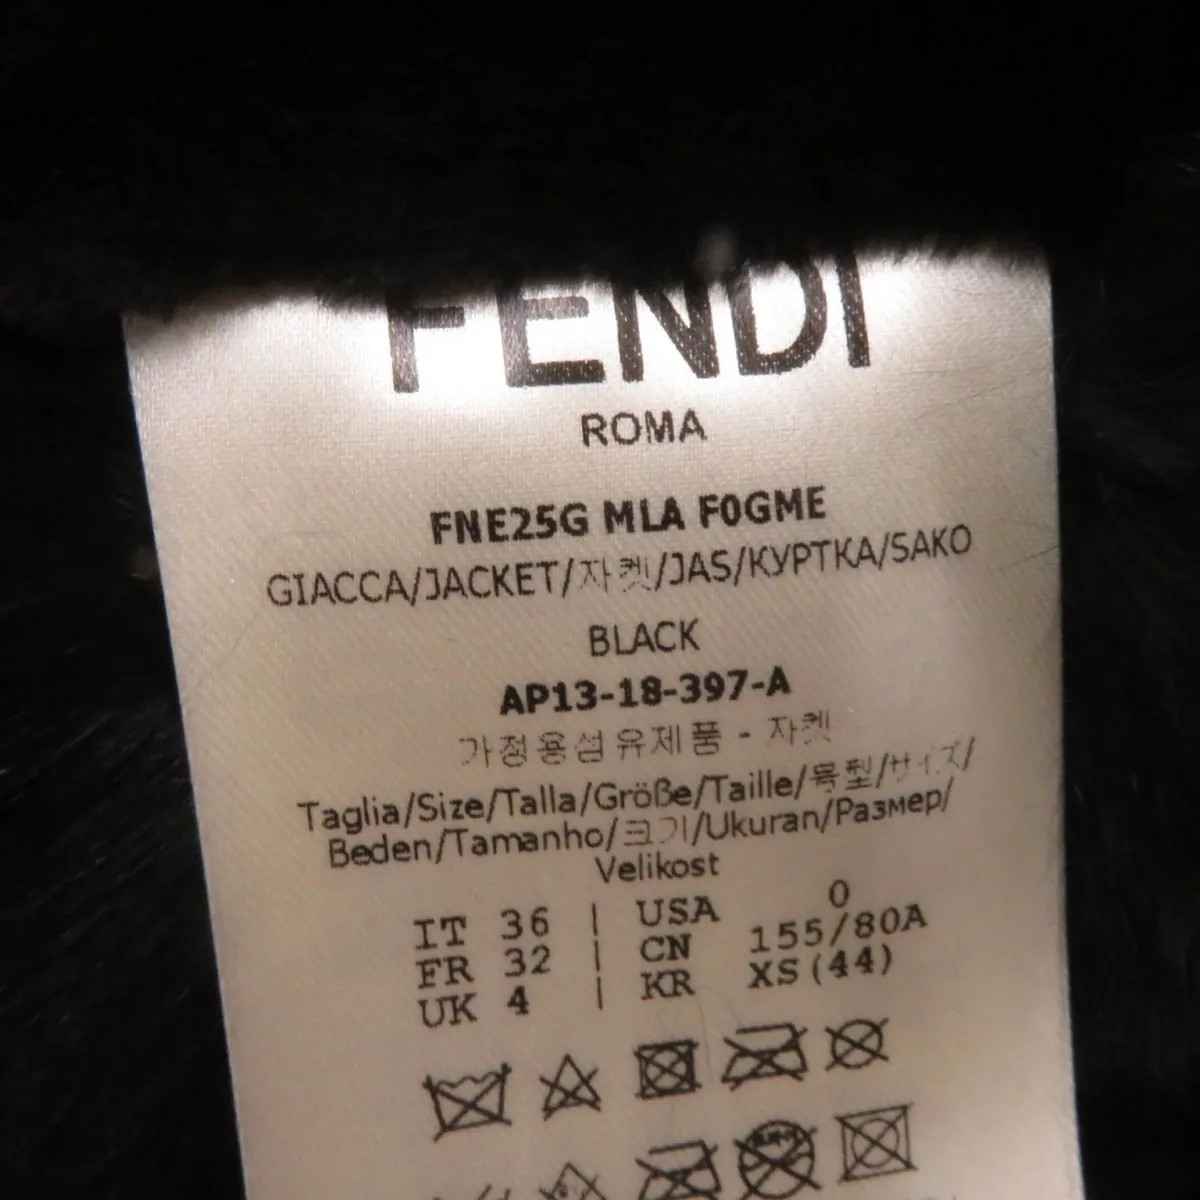 FENDI
ROMA
FNE25G MLA F0GME
GIACCA/JACKET/자켓/JAS/КУРТКА/SAKO
BLACK
AP13-18-397-A
가정용섬유제품 - 자켓
Taglia/Size/Talla/Größe/Taille/号型/サイズ/
Beden/Tamanho/크기/Ukuran/Размер/
Velikost
IT 36 | USA 0
FR 32 | CN 155/80A
UK 4 | KR XS(44)